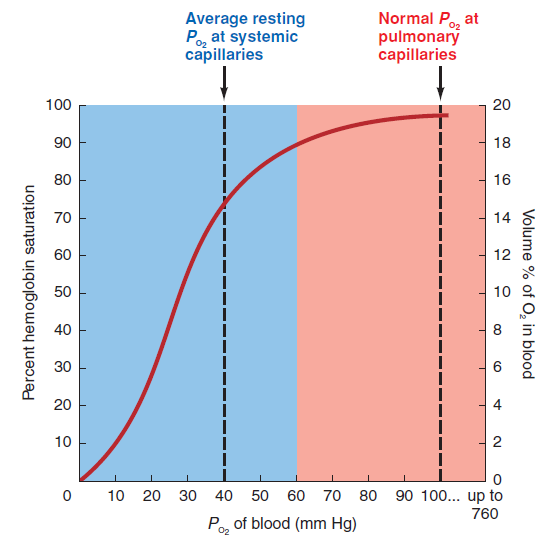 Average resting
PO2 at systemic
capillaries
Normal PO2 at
pulmonary
capillaries
100
90
80
70
60
50
40
30
20
10
0
Percent hemoglobin saturation
20
18
16
14
12
10
8
6
4
2
0
Volume % of O2 in blood
10 20 30 40 50 60 70 80 90 100... up to
760
PO2 of blood (mm Hg)